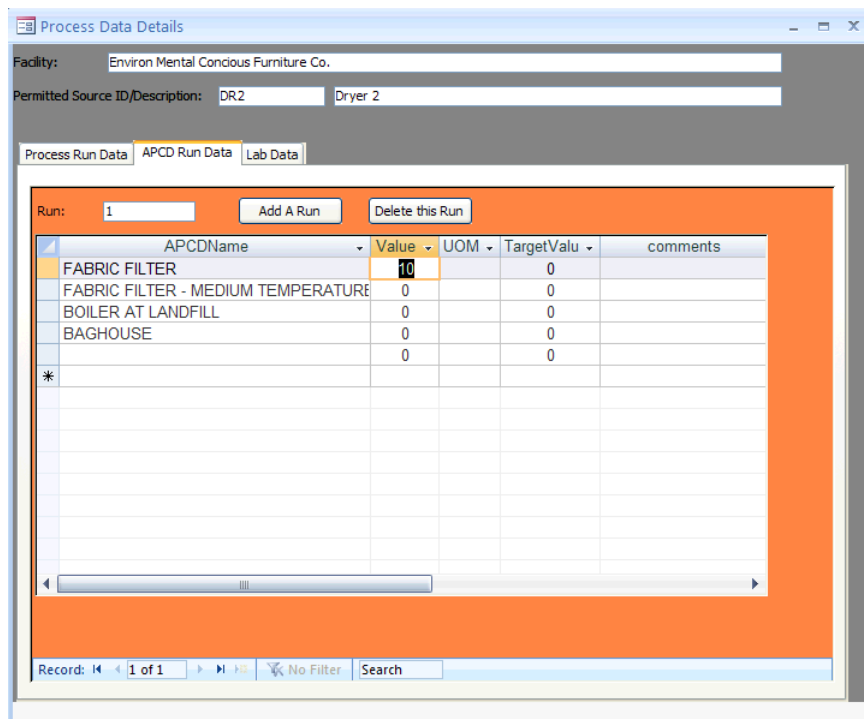 Process Data Details
Facility: Environ Mental Concious Furniture Co.
Permitted Source ID/Description: DR2 Dryer 2
Process Run Data APCD Run Data Lab Data
Run: 1 Add A Run Delete this Run
APCDName Value UOM TargetValu comments
FABRIC FILTER 10 0
FABRIC FILTER - MEDIUM TEMPERATURE 0 0
BOILER AT LANDFILL 0 0
BAGHOUSE 0 0
0 0
Record: 1 of 1 No Filter Search